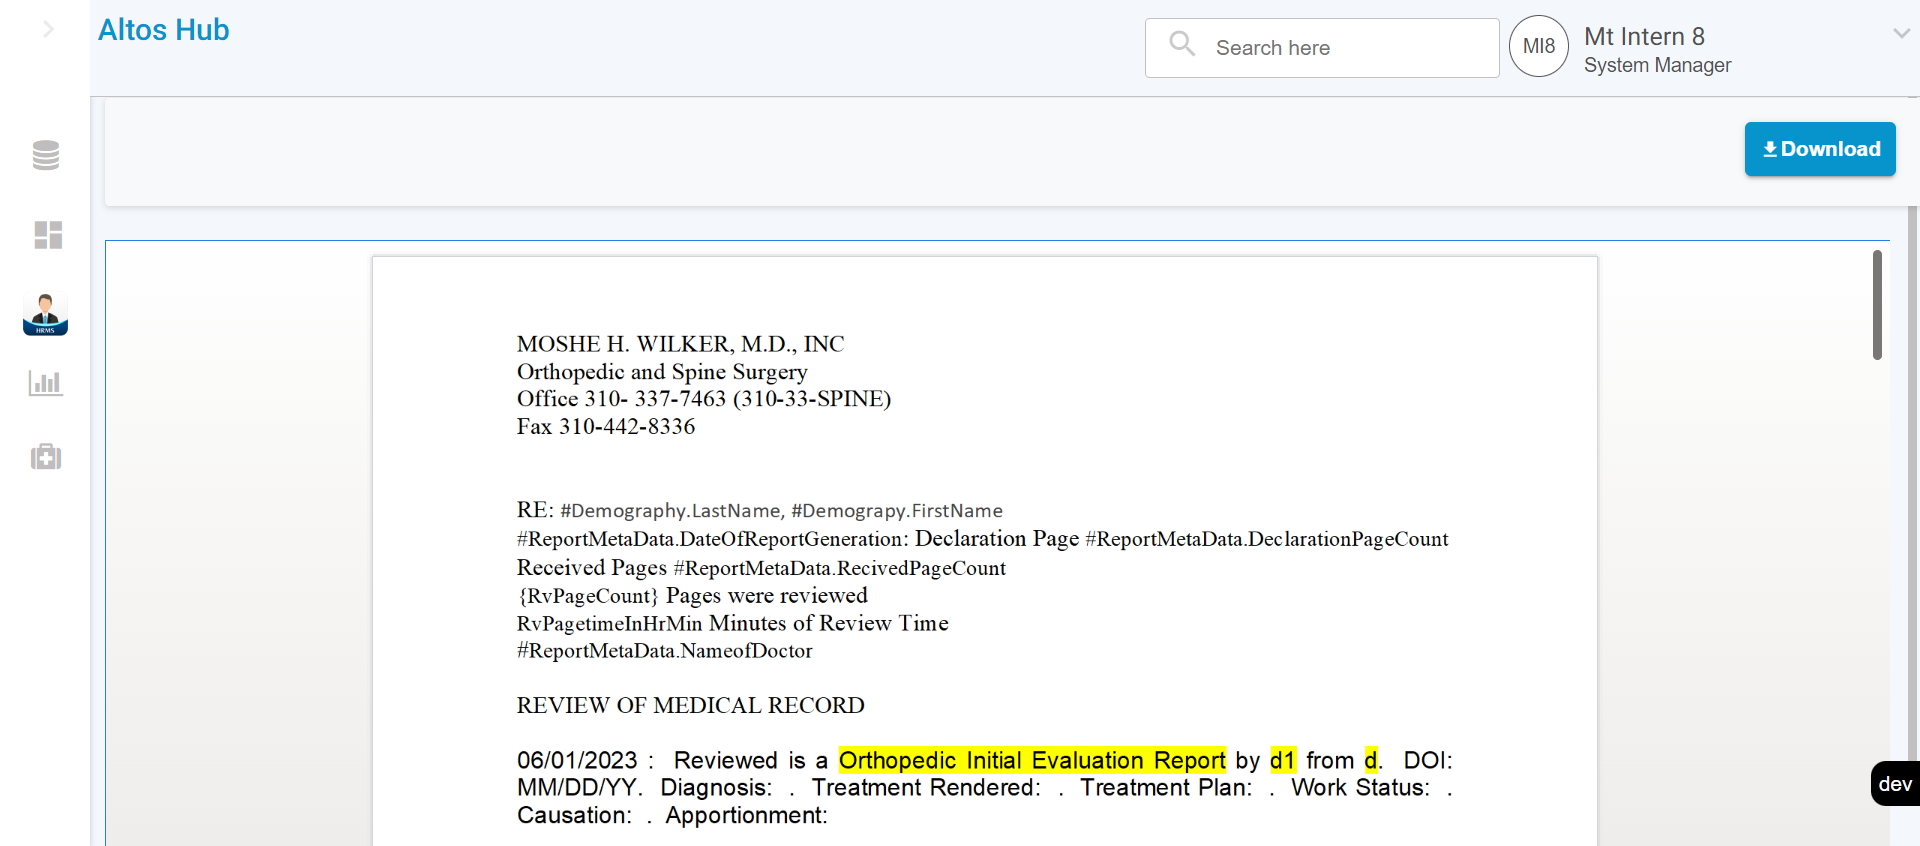 Altos Hub
Search here
MI8
Mt Intern 8
System Manager
Download
HRMS
MOSHE H. WILKER, M.D., INC
Orthopedic and Spine Surgery
Office 310- 337-7463 (310-33-SPINE)
Fax 310-442-8336
RE: #Demography.LastName, #Demograpy.FirstName
#ReportMetaData.DateOfReportGeneration: Declaration Page #ReportMetaData.DeclarationPageCount
Received Pages #ReportMetaData.RecivedPageCount
{RvPageCount} Pages were reviewed
RvPagetimeInHrMin Minutes of Review Time
#ReportMetaData.NameofDoctor
REVIEW OF MEDICAL RECORD
06/01/2023 : Reviewed is a Orthopedic Initial Evaluation Report by d1 from d. DOI:
MM/DD/YY. Diagnosis: . Treatment Rendered: . Treatment Plan: . Work Status: .
Causation: . Apportionment:
dev